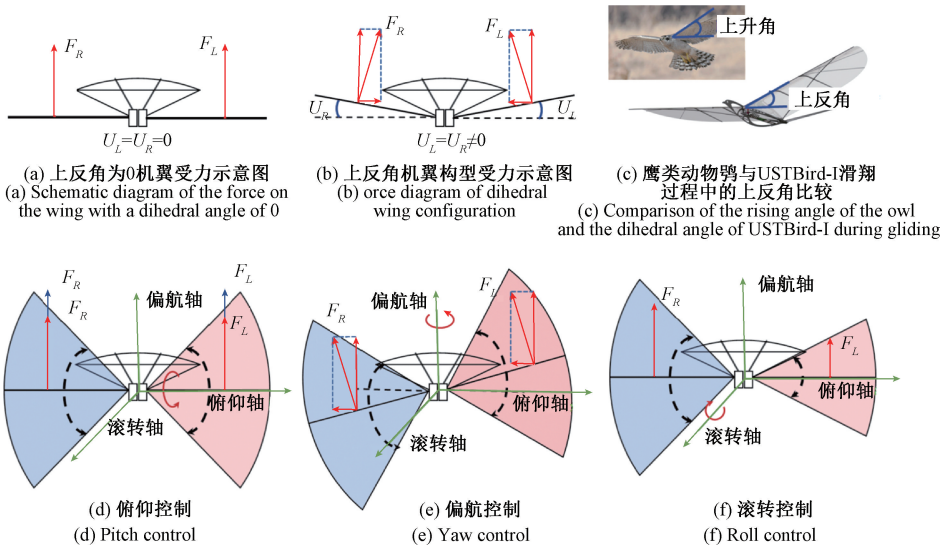 F_R
F_L
U_L=U_R=0
(a) 上反角为0机翼受力示意图
(a) Schematic diagram of the force on
the wing with a dihedral angle of 0
F_R
F_L
U_R
U_L
U_L=U_R≠0
(b) 上反角机翼构型受力示意图
(b) orce diagram of dihedral
wing configuration
上升角
上反角
(c) 鹰类动物鹗与USTBird-I滑翔
过程中的上反角比较
(c) Comparison of the rising angle of the owl
and the dihedral angle of USTBird-I during gliding
F_R
F_R
F_L
F_L
偏航轴
俯仰轴
滚转轴
(d) 俯仰控制
(d) Pitch control
F_R
F_L
偏航轴
俯仰轴
滚转轴
(e) 偏航控制
(e) Yaw control
F_R
F_L
偏航轴
俯仰轴
滚转轴
(f) 滚转控制
(f) Roll control